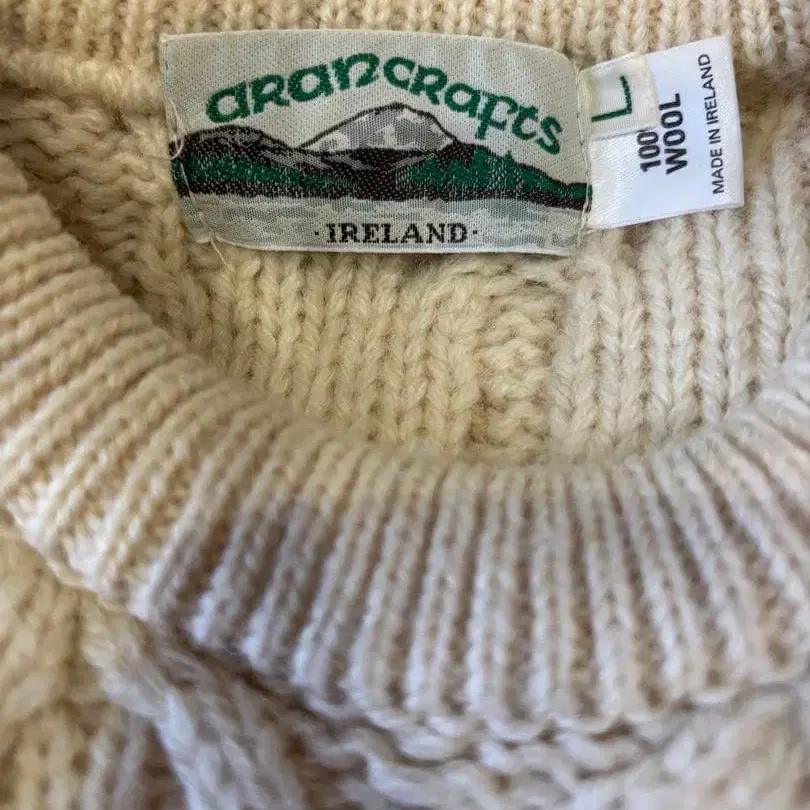 aRanCRafts
· IRELAND ·
L
100
WOOL
MADE IN IRELAND